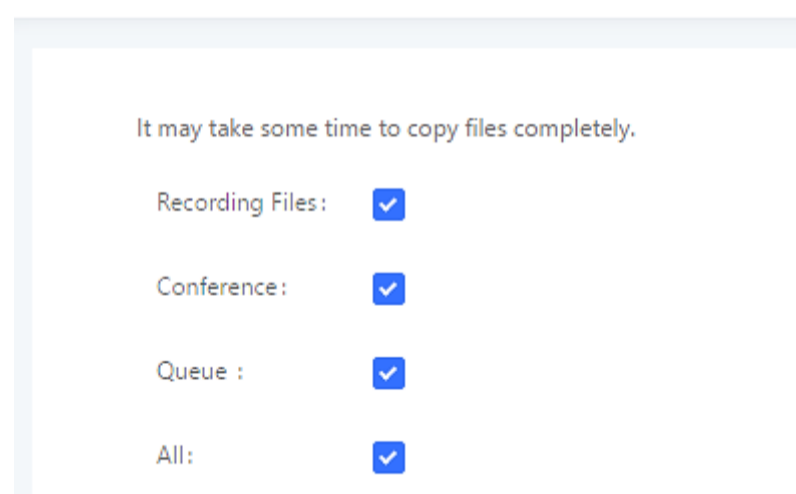 It may take some time to copy files completely.
Recording Files:
Conference:
Queue :
All: